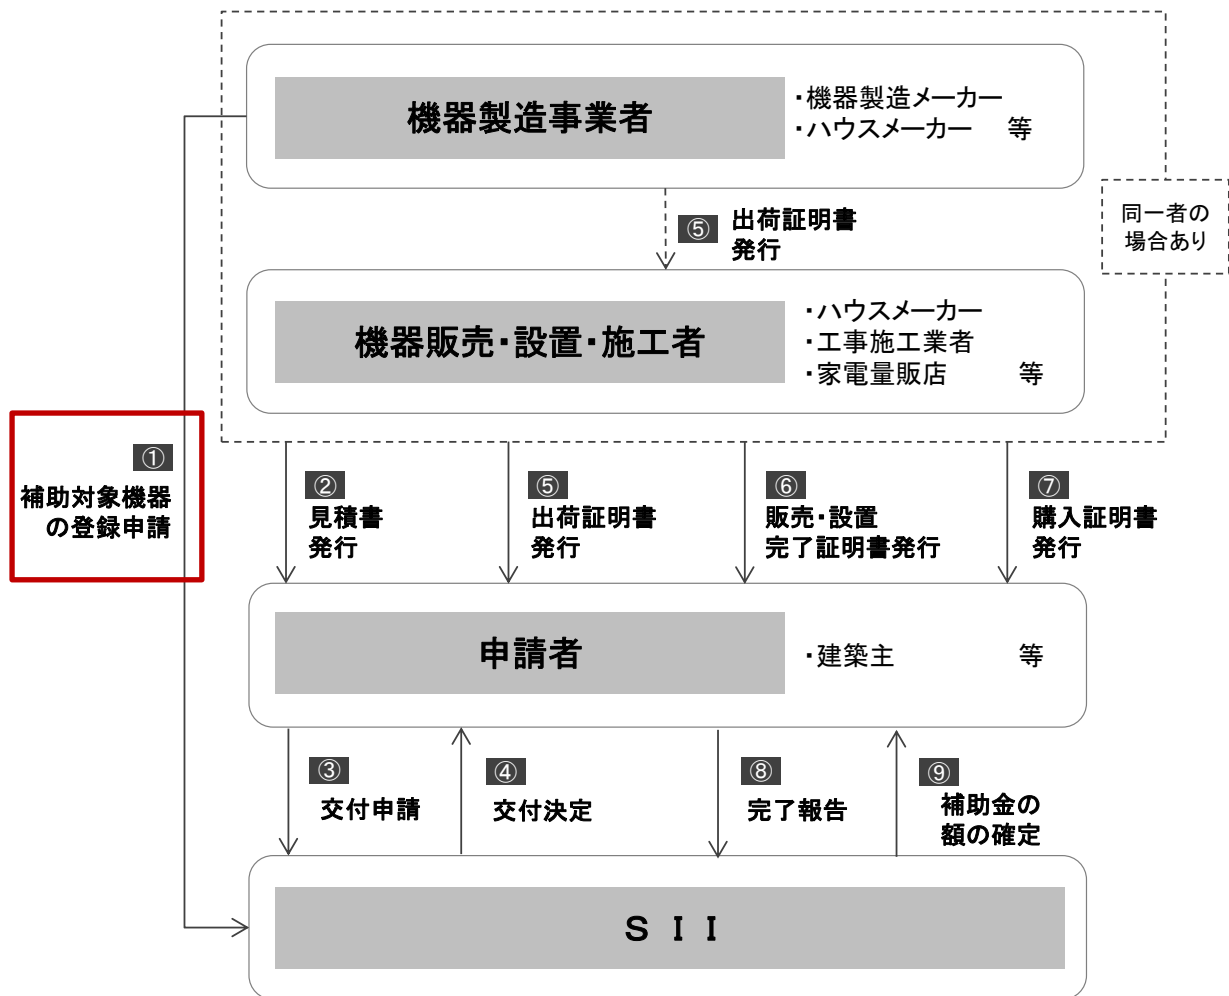 機器製造事業者
・機器製造メーカー
・ハウスメーカー 等
同一者の
場合あり
⑤ 出荷証明書
発行
機器販売・設置・施工者
・ハウスメーカー
・工事施工業者
・家電量販店 等
①
補助対象機器
の登録申請
②
見積書
発行
⑤
出荷証明書
発行
⑥
販売・設置
完了証明書発行
⑦
購入証明書
発行
申請者
・建築主 等
③
交付申請
④
交付決定
⑧
完了報告
⑨
補助金の
額の確定
ＳＩＩ